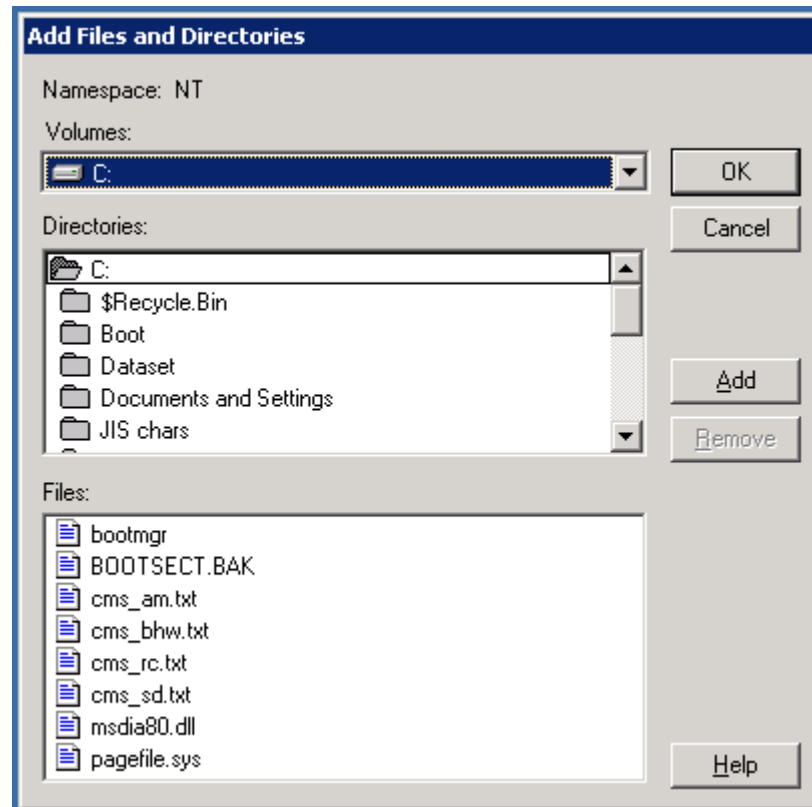 Add Files and Directories
Namespace: NT
Volumes:
C:
OK
Cancel
Directories:
C:
$Recycle.Bin
Boot
Dataset
Documents and Settings
JIS chars
Add
Remove
Files:
bootmgr
BOOTSECT.BAK
cms_am.txt
cms_bhw.txt
cms_rc.txt
cms_sd.txt
msdia80.dll
pagefile.sys
Help